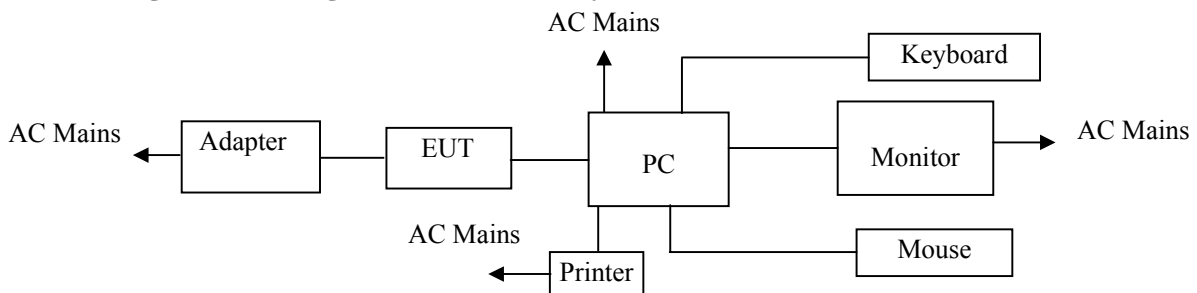 AC Mains
Keyboard
AC Mains
Adapter
EUT
PC
Monitor
AC Mains
AC Mains
Printer
Mouse